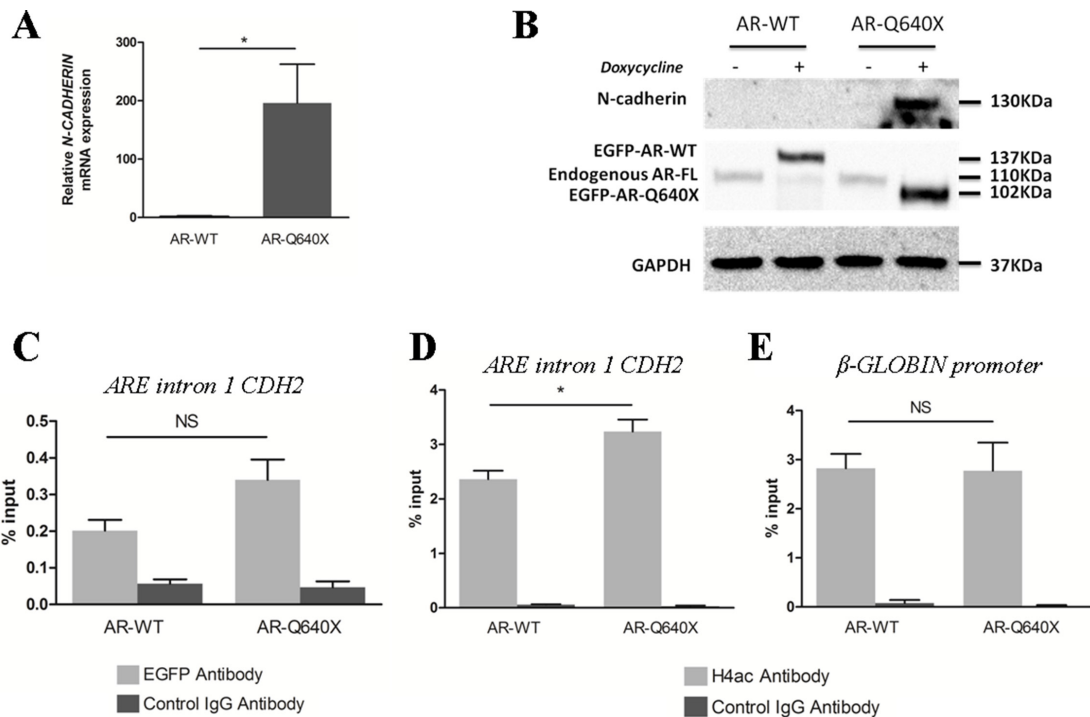 A
Relative N-CADHERIN
mRNA expression
300
200
100
0
*
AR-WT
AR-Q640X
B
AR-WT
AR-Q640X
Doxycycline
-
+
-
+
N-cadherin
130KDa
EGFP-AR-WT
137KDa
Endogenous AR-FL
110KDa
EGFP-AR-Q640X
102KDa
GAPDH
37KDa
C
ARE intron 1 CDH2
% input
0.5
0.4
0.3
0.2
0.1
0.0
NS
AR-WT
AR-Q640X
EGFP Antibody
Control IgG Antibody
D
ARE intron 1 CDH2
% input
4
3
2
1
0
*
AR-WT
AR-Q640X
E
β-GLOBIN promoter
% input
4
3
2
1
0
NS
AR-WT
AR-Q640X
H4ac Antibody
Control IgG Antibody